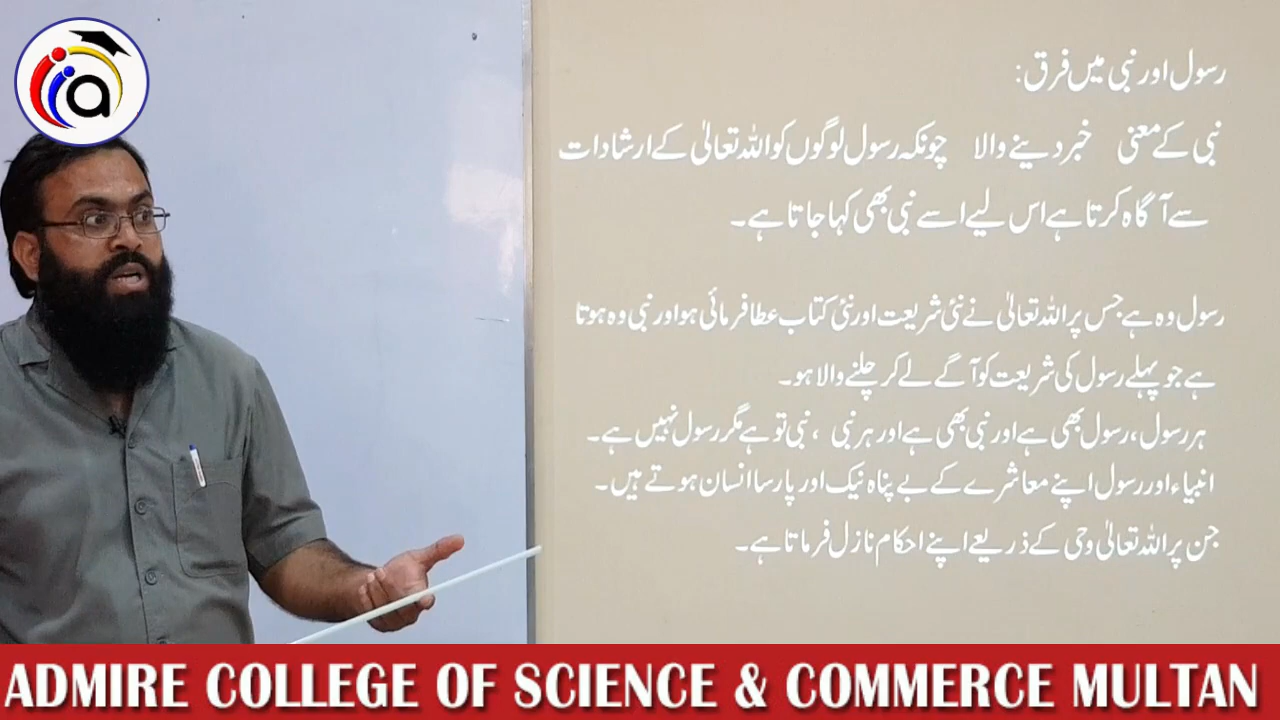 رسول اور نبی میں فرق:
نبی کے معنی خبر دینے والا چونکہ رسول لوگوں کو اللہ تعالیٰ کے ارشادات
سے آگاہ کرتا ہے اس لیے اسے نبی بھی کہا جاتا ہے۔
رسول وہ ہے جس پر اللہ تعالیٰ نے نئی شریعت اور نئی کتاب عطا فرمائی ہو اور نبی وہ ہوتا
ہے جو پہلے رسول کی شریعت کو آگے لے کر چلنے والا ہو۔
ہر رسول، رسول بھی ہے اور نبی بھی ہے اور ہر نبی ، نبی تو ہے مگر رسول نہیں ہے۔
انبیاء اور رسول اپنے معاشرے کے بے پناہ نیک اور پارسا انسان ہوتے ہیں۔
جن پر اللہ تعالیٰ وحی کے ذریعے اپنے احکام نازل فرماتا ہے۔
ia
ADMIRE COLLEGE OF SCIENCE & COMMERCE MULTAN